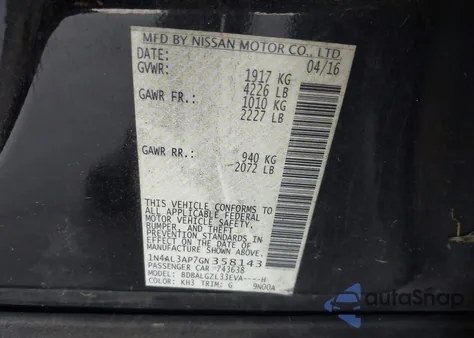 MFD BY NISSAN MOTOR CO., LTD.
DATE: 04/16
GVWR: 1917 KG
4226 LB
GAWR FR.: 1010 KG
2227 LB
GAWR RR.: 940 KG
2072 LB
THIS VEHICLE CONFORMS TO
ALL APPLICABLE FEDERAL
MOTOR VEHICLE SAFETY,
BUMPER, AND THEFT
PREVENTION STANDARDS
IN EFFECT ON THE DATE OF
MANUFACTURE SHOWN ABOVE.
1N4AL3AP7GN358143
PASSENGER CAR 743638
MODEL: BDBALGZL33EVA----H
COLOR: KH3 TRIM: G 9N00A
autoSnap